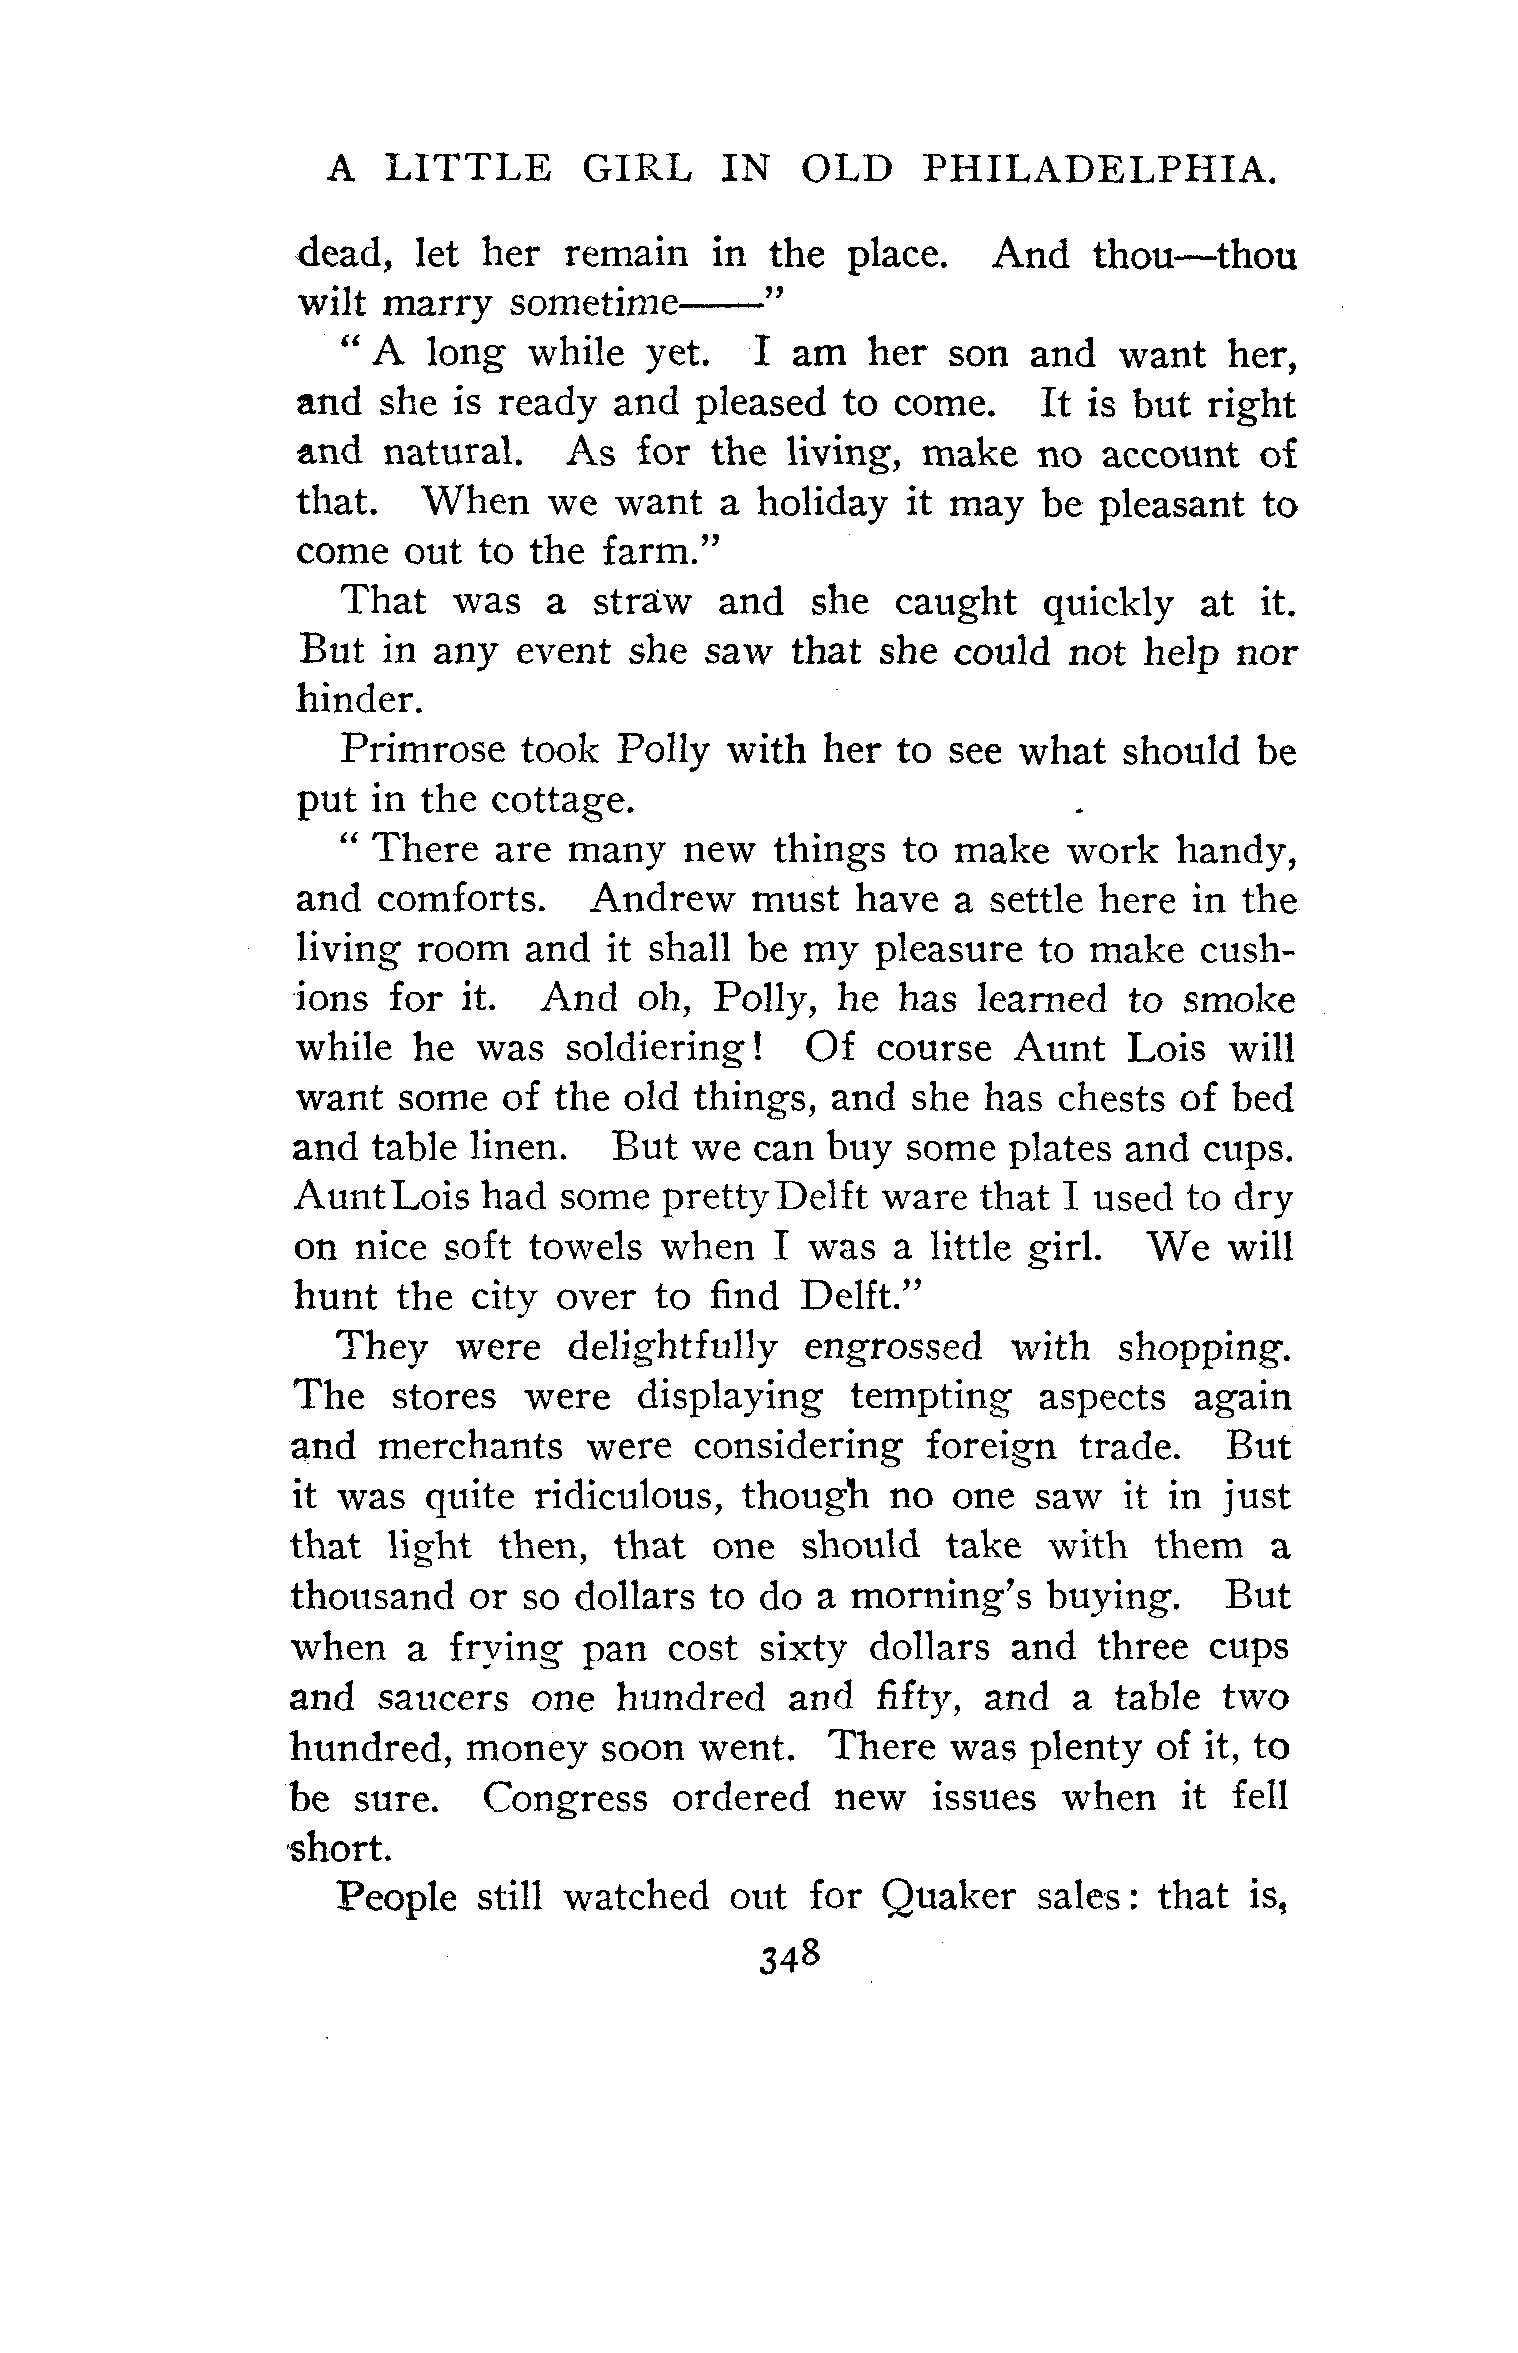 A LITTLE GIRL IN OLD PHILADELPHIA.
dead, let her remain in the place. And thou—thou
wilt marry sometime——"
" A long while yet. I am her son and want her,
and she is ready and pleased to come. It is but right
and natural. As for the living, make no account of
that. When we want a holiday it may be pleasant to
come out to the farm."
That was a straw and she caught quickly at it.
But in any event she saw that she could not help nor
hinder.
Primrose took Polly with her to see what should be
put in the cottage.
" There are many new things to make work handy,
and comforts. Andrew must have a settle here in the
living room and it shall be my pleasure to make cush-
ions for it. And oh, Polly, he has learned to smoke
while he was soldiering! Of course Aunt Lois will
want some of the old things, and she has chests of bed
and table linen. But we can buy some plates and cups.
Aunt Lois had some pretty Delft ware that I used to dry
on nice soft towels when I was a little girl. We will
hunt the city over to find Delft."
They were delightfully engrossed with shopping.
The stores were displaying tempting aspects again
and merchants were considering foreign trade. But
it was quite ridiculous, though no one saw it in just
that light then, that one should take with them a
thousand or so dollars to do a morning's buying. But
when a frying pan cost sixty dollars and three cups
and saucers one hundred and fifty, and a table two
hundred, money soon went. There was plenty of it, to
be sure. Congress ordered new issues when it fell
short.
People still watched out for Quaker sales: that is,
348